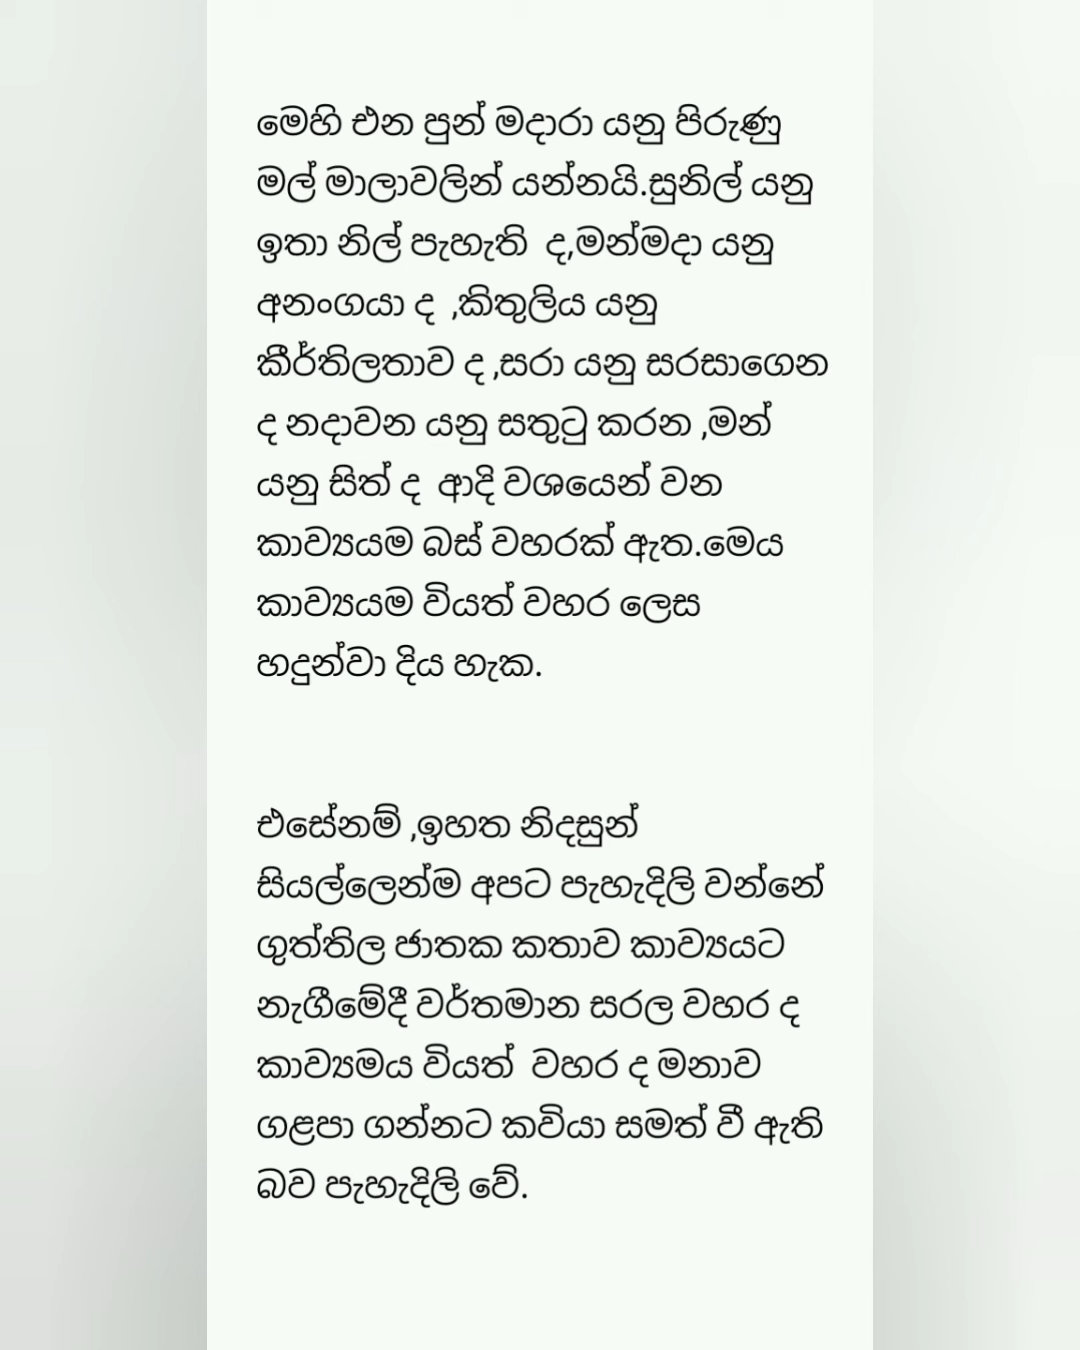 මෙහි එන පුන් මදාරා යනු පිරුණු
මල් මාලාවලින් යන්නයි.සුනිල් යනු
ඉතා නිල් පැහැති  ද,මන්මදා යනු
අනංගයා ද  ,කිතුලිය යනු
කීර්තිලතාව ද ,සරා යනු සරසාගෙන
ද නදාවන යනු සතුටු කරන ,මන්
යනු සිත් ද  ආදි වශයෙන් වන
කාව්‍යයම බස් වහරක් ඇත.මෙය
කාව්‍යයම වියත් වහර ලෙස
හදුන්වා දිය හැක.
එසේනම් ,ඉහත නිදසුන්
සියල්ලෙන්ම අපට පැහැදිලි වන්නේ
ගුත්තිල ජාතක කතාව කාව්‍යයට
නැගීමේදී වර්තමාන සරල වහර ද
කාව්‍යමය වියත්  වහර ද මනාව
ගළපා ගන්නට කවියා සමත් වී ඇති
බව පැහැදිලි වේ.